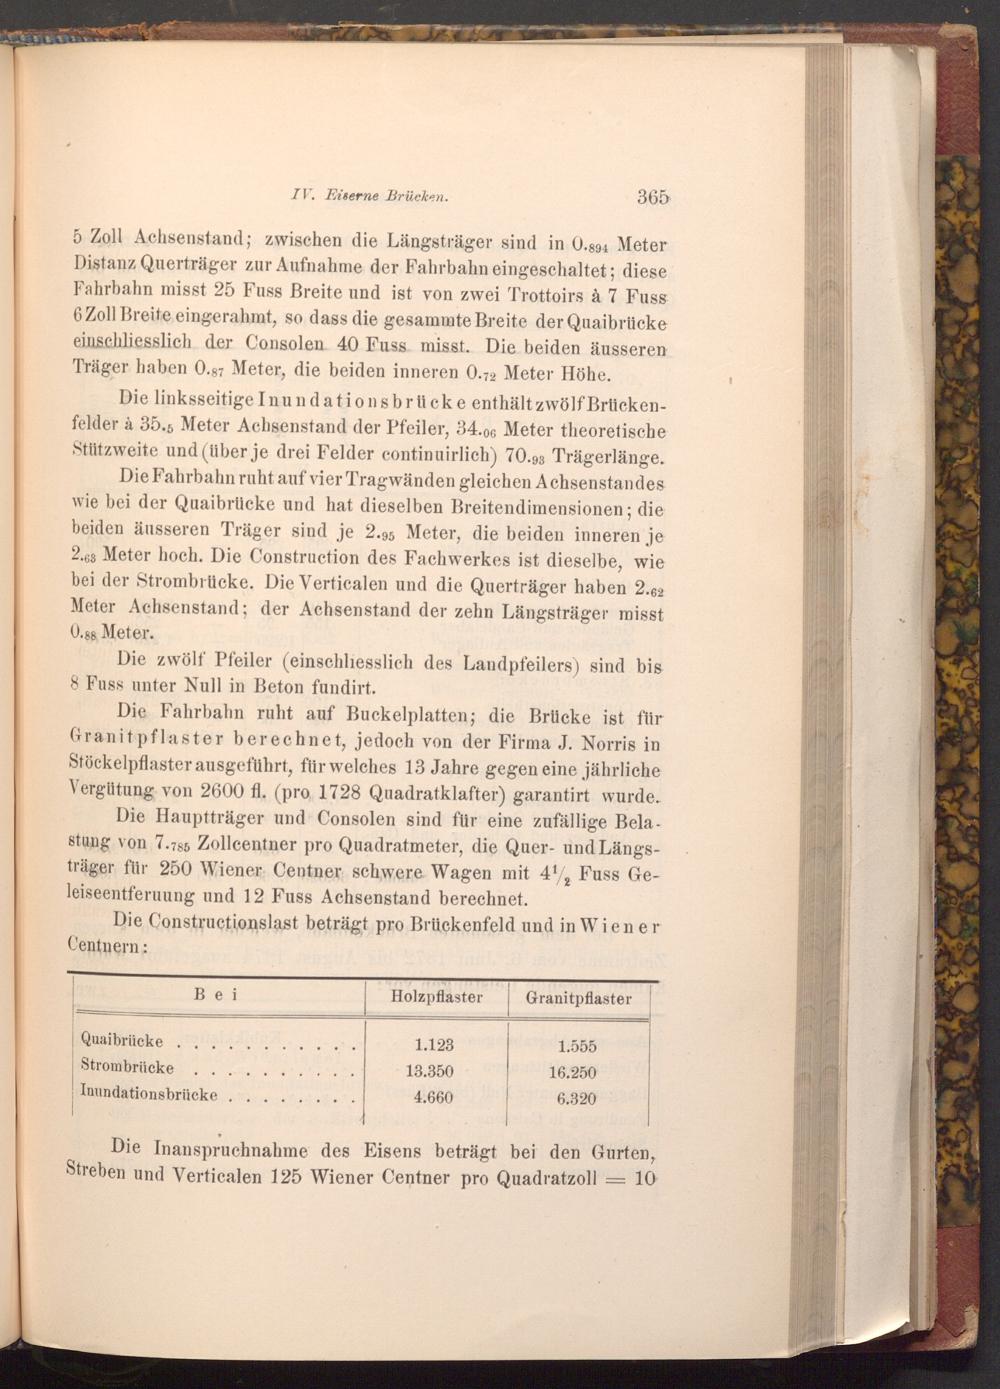 IV. Eiserne Brücken. 365
5 Zoll Achsenstand; zwischen die Längsträger sind in 0.894 Meter
Distanz Querträger zur Aufnahme der Fahrbahn eingeschaltet; diese
Fahrbahn misst 25 Fuss Breite und ist von zwei Trottoirs à 7 Fuss
6 Zoll Breite eingerahmt, so dass die gesammte Breite der Quaibrücke
einschliesslich der Consolen 40 Fuss misst. Die beiden äusseren
Träger haben 0.87 Meter, die beiden inneren 0.72 Meter Höhe.
Die linksseitige Inundationsbrücke enthält zwölf Brücken-
felder à 35.5 Meter Achsenstand der Pfeiler, 34.06 Meter theoretische
Stützweite und (über je drei Felder continuirlich) 70.93 Trägerlänge.
Die Fahrbahn ruht auf vier Tragwänden gleichen Achsenstandes
wie bei der Quaibrücke und hat dieselben Breitendimensionen; die
beiden äusseren Träger sind je 2.95 Meter, die beiden inneren je
2.63 Meter hoch. Die Construction des Fachwerkes ist dieselbe, wie
bei der Strombrücke. Die Verticalen und die Querträger haben 2.62
Meter Achsenstand; der Achsenstand der zehn Längsträger misst
0.88 Meter.
Die zwölf Pfeiler (einschliesslich des Landpfeilers) sind bis
8 Fuss unter Null in Beton fundirt.
Die Fahrbahn ruht auf Buckelplatten; die Brücke ist für
Granitpflaster berechnet, jedoch von der Firma J. Norris in
Stöckelpflaster ausgeführt, für welches 13 Jahre gegen eine jährliche
Vergütung von 2600 fl. (pro 1728 Quadratklafter) garantirt wurde.
Die Hauptträger und Consolen sind für eine zufällige Bela-
stung von 7.785 Zollcentner pro Quadratmeter, die Quer- und Längs-
träger für 250 Wiener Centner schwere Wagen mit 4½ Fuss Ge-
leiseentfernung und 12 Fuss Achsenstand berechnet.
Die Constructionslast beträgt pro Brückenfeld und in Wiener
Centnern:
Bei Holzpflaster Granitpflaster
Quaibrücke . . . . . . . . . . . 1.123 1.555
Strombrücke . . . . . . . . . . 13.350 16.250
Inundationsbrücke . . . . . . . . 4.660 6.320
Die Inanspruchnahme des Eisens beträgt bei den Gurten,
Streben und Verticalen 125 Wiener Centner pro Quadratzoll = 10